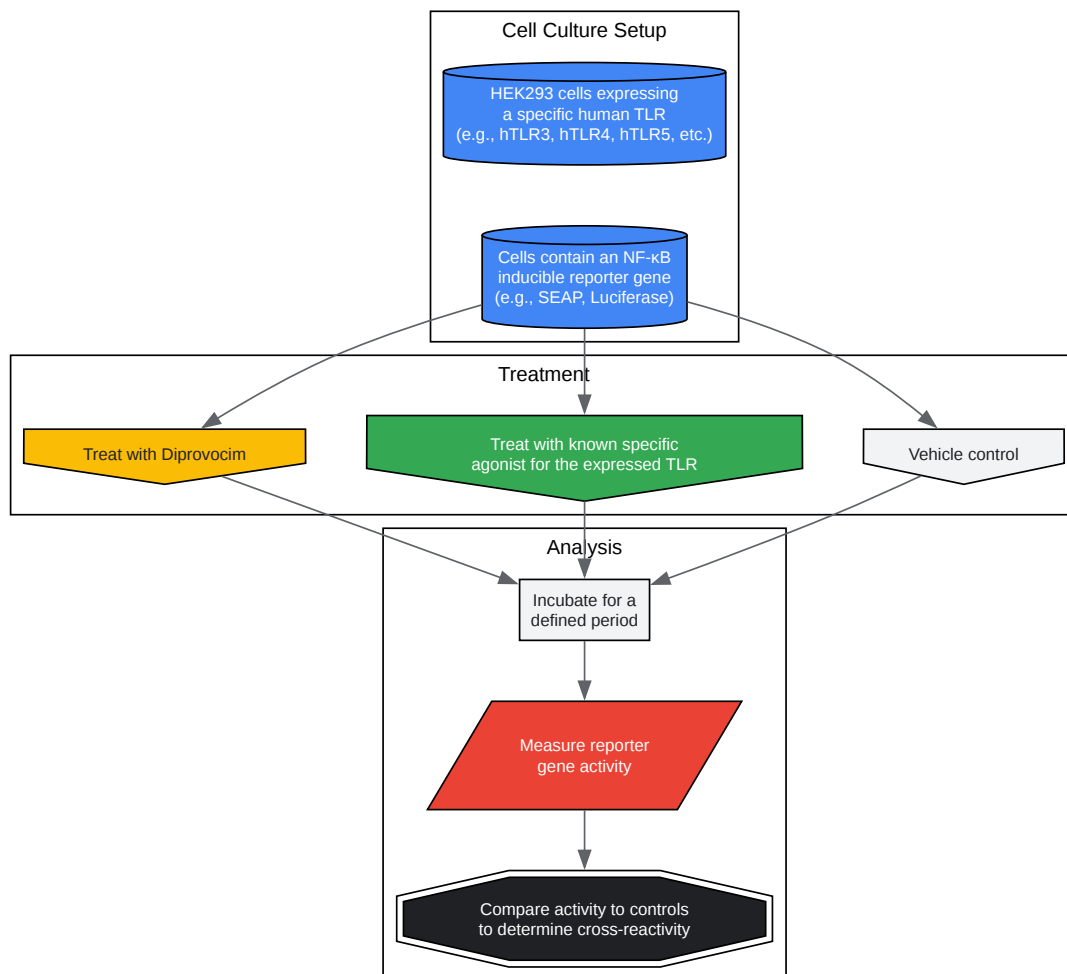 Cell Culture Setup
HEK293 cells expressing
a specific human TLR
(e.g., hTLR3, hTLR4, hTLR5, etc.)
Cells contain an NF-κB
inducible reporter gene
(e.g., SEAP, Luciferase)
Treatment
Treat with Diprovocim
Treat with known specific
agonist for the expressed TLR
Vehicle control
Analysis
Incubate for a
defined period
Measure reporter
gene activity
Compare activity to controls
to determine cross-reactivity